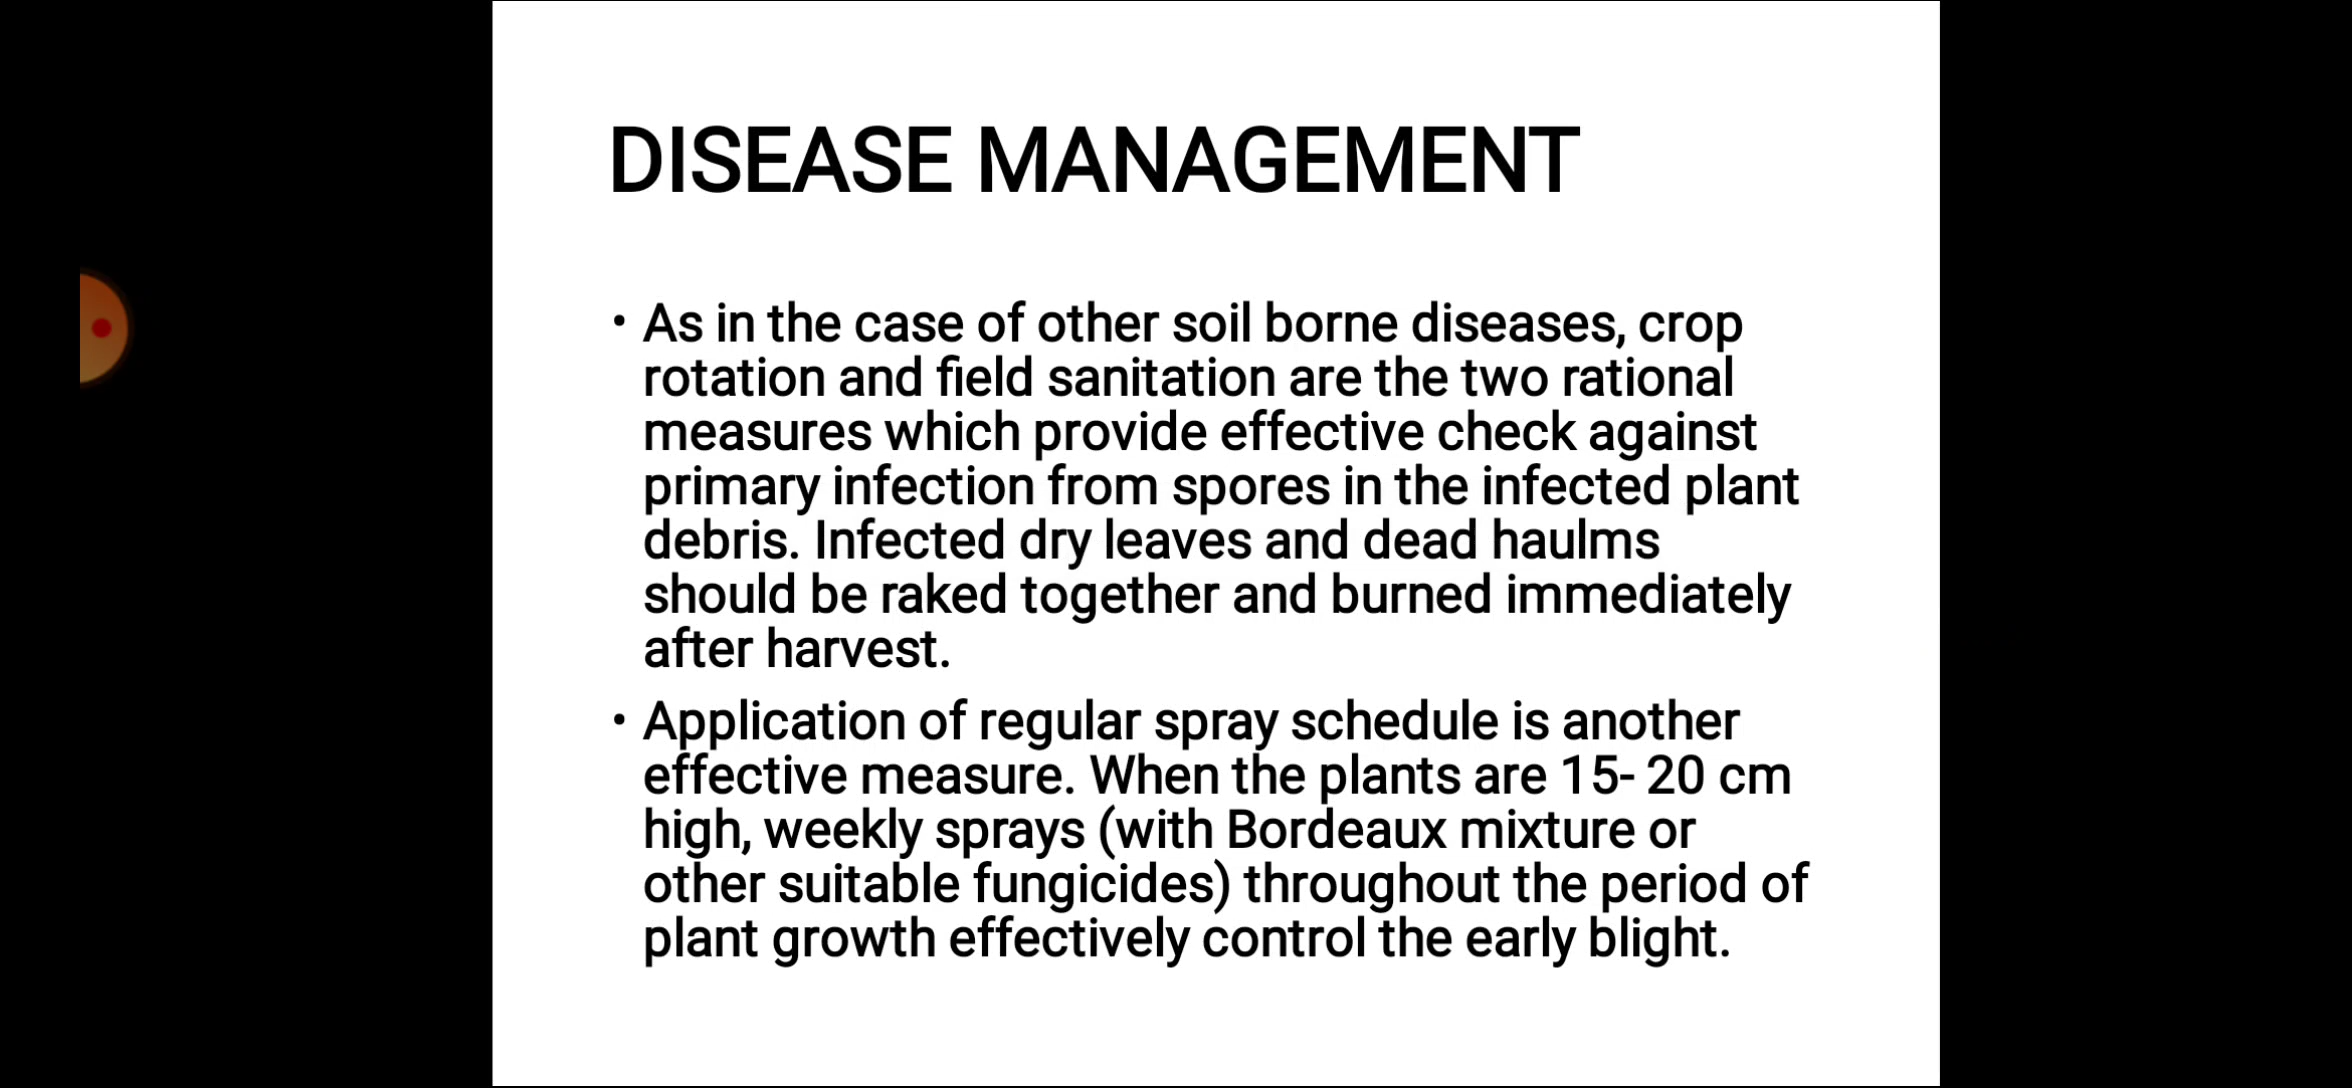 DISEASE MANAGEMENT
• As in the case of other soil borne diseases, crop
rotation and field sanitation are the two rational
measures which provide effective check against
primary infection from spores in the infected plant
debris. Infected dry leaves and dead haulms
should be raked together and burned immediately
after harvest.
• Application of regular spray schedule is another
effective measure. When the plants are 15- 20 cm
high, weekly sprays (with Bordeaux mixture or
other suitable fungicides) throughout the period of
plant growth effectively control the early blight.